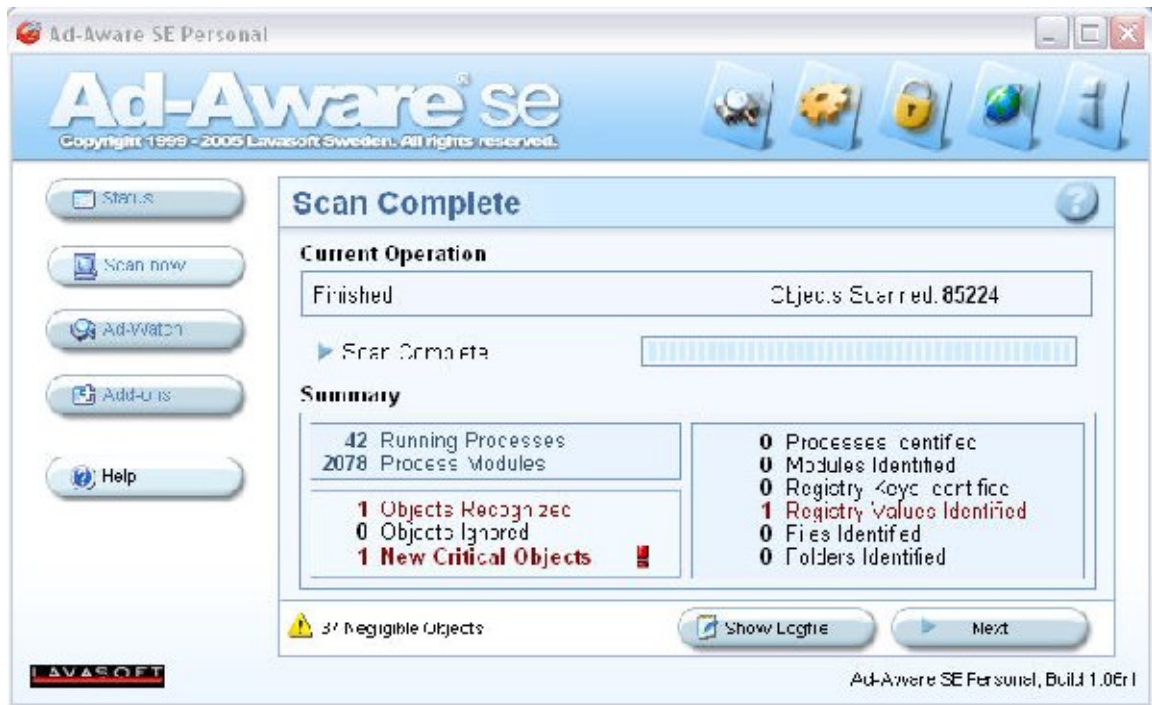 Ad-Aware SE Personal
Ad-Aware® se
Copyright 1999 - 2005 Lavasoft Sweden. All rights reserved.
Status
Scan now
Ad-Watch
Add-ons
Help
Scan Complete
Current Operation
Finished
Objects Scanned: 85224
Scan Complete
Summary
42 Running Processes
2078 Process Modules
1 Objects Recognized
0 Objects Ignored
1 New Critical Objects
0 Processes Identified
0 Modules Identified
0 Registry Keys Identified
1 Registry Values Identified
0 Files Identified
0 Folders Identified
37 Negligible Objects
Show Logfile
Next
LAVASOFT
Ad-Aware SE Personal, Build 1.06r1